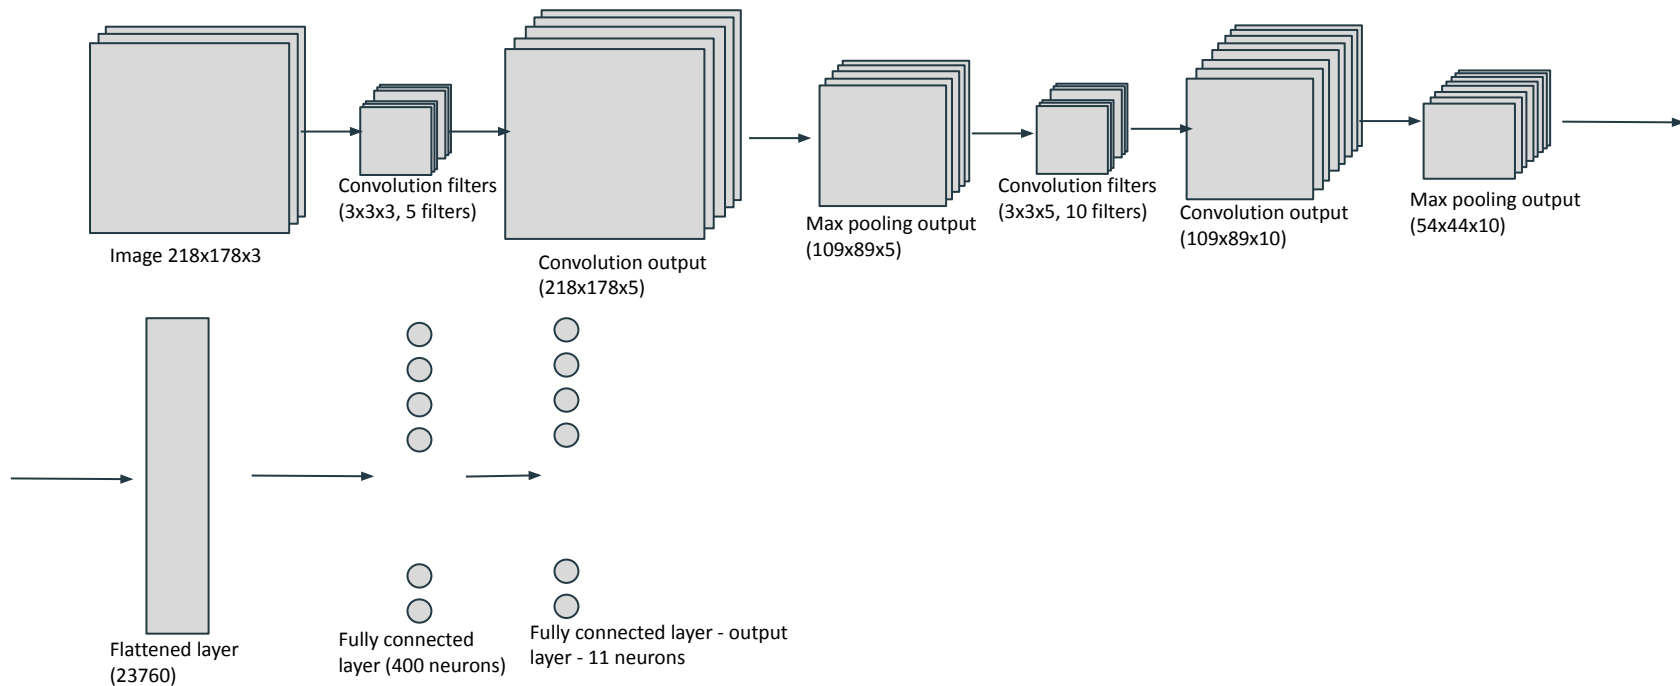 Image 218x178x3
Convolution filters
(3x3x3, 5 filters)
Convolution output
(218x178x5)
Max pooling output
(109x89x5)
Convolution filters
(3x3x5, 10 filters)
Convolution output
(109x89x10)
Max pooling output
(54x44x10)
Flattened layer
(23760)
Fully connected
layer (400 neurons)
Fully connected layer - output
layer - 11 neurons